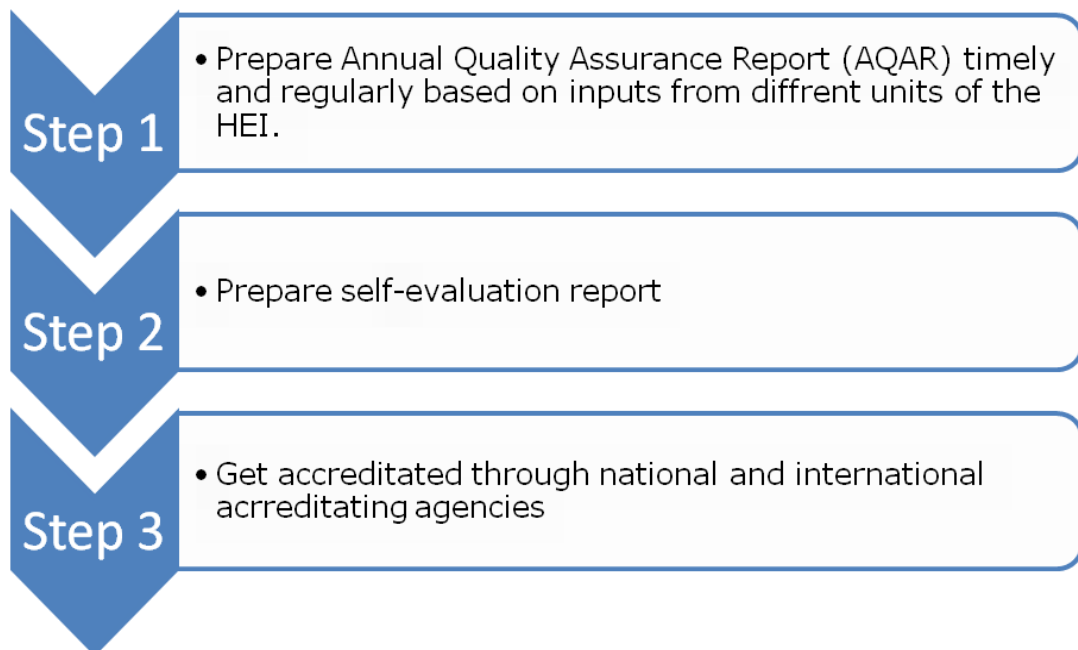 Step 1
• Prepare Annual Quality Assurance Report (AQAR) timely
and regularly based on inputs from diffrent units of the
HEI.
Step 2
• Prepare self-evaluation report
Step 3
• Get accreditated through national and international
acrreditating agencies